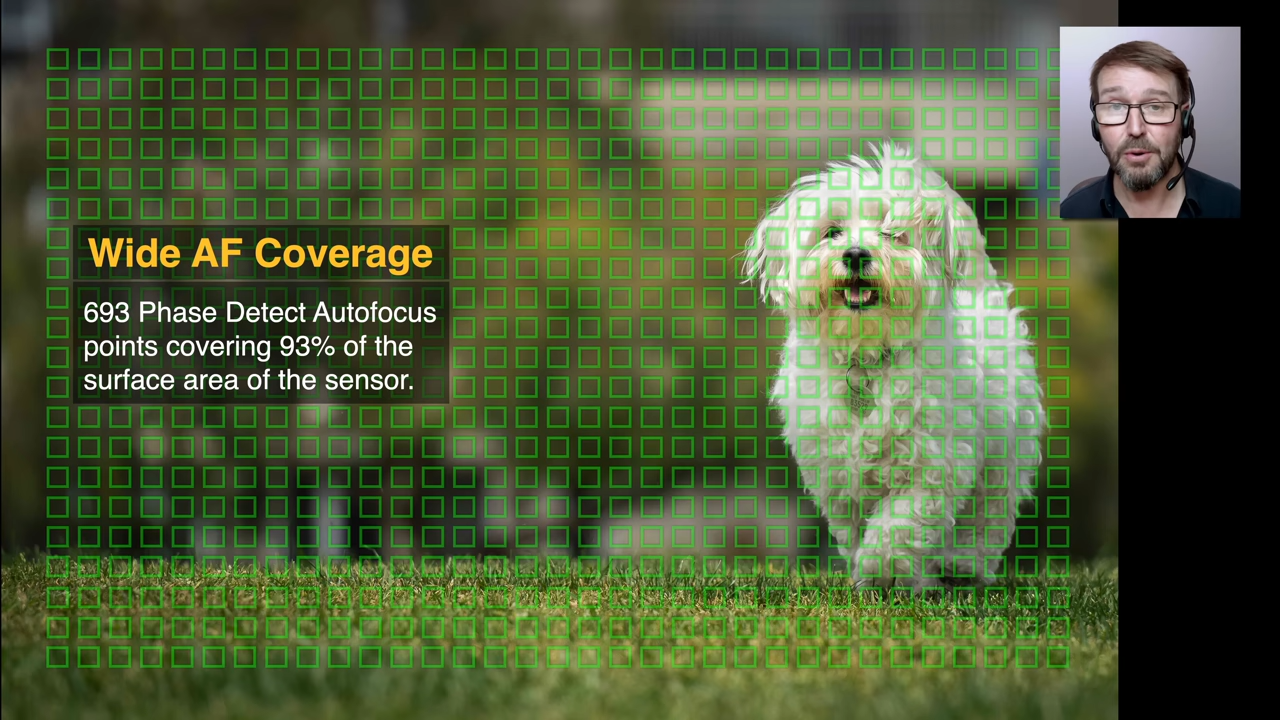 Wide AF Coverage
693 Phase Detect Autofocus
points covering 93% of the
surface area of the sensor.